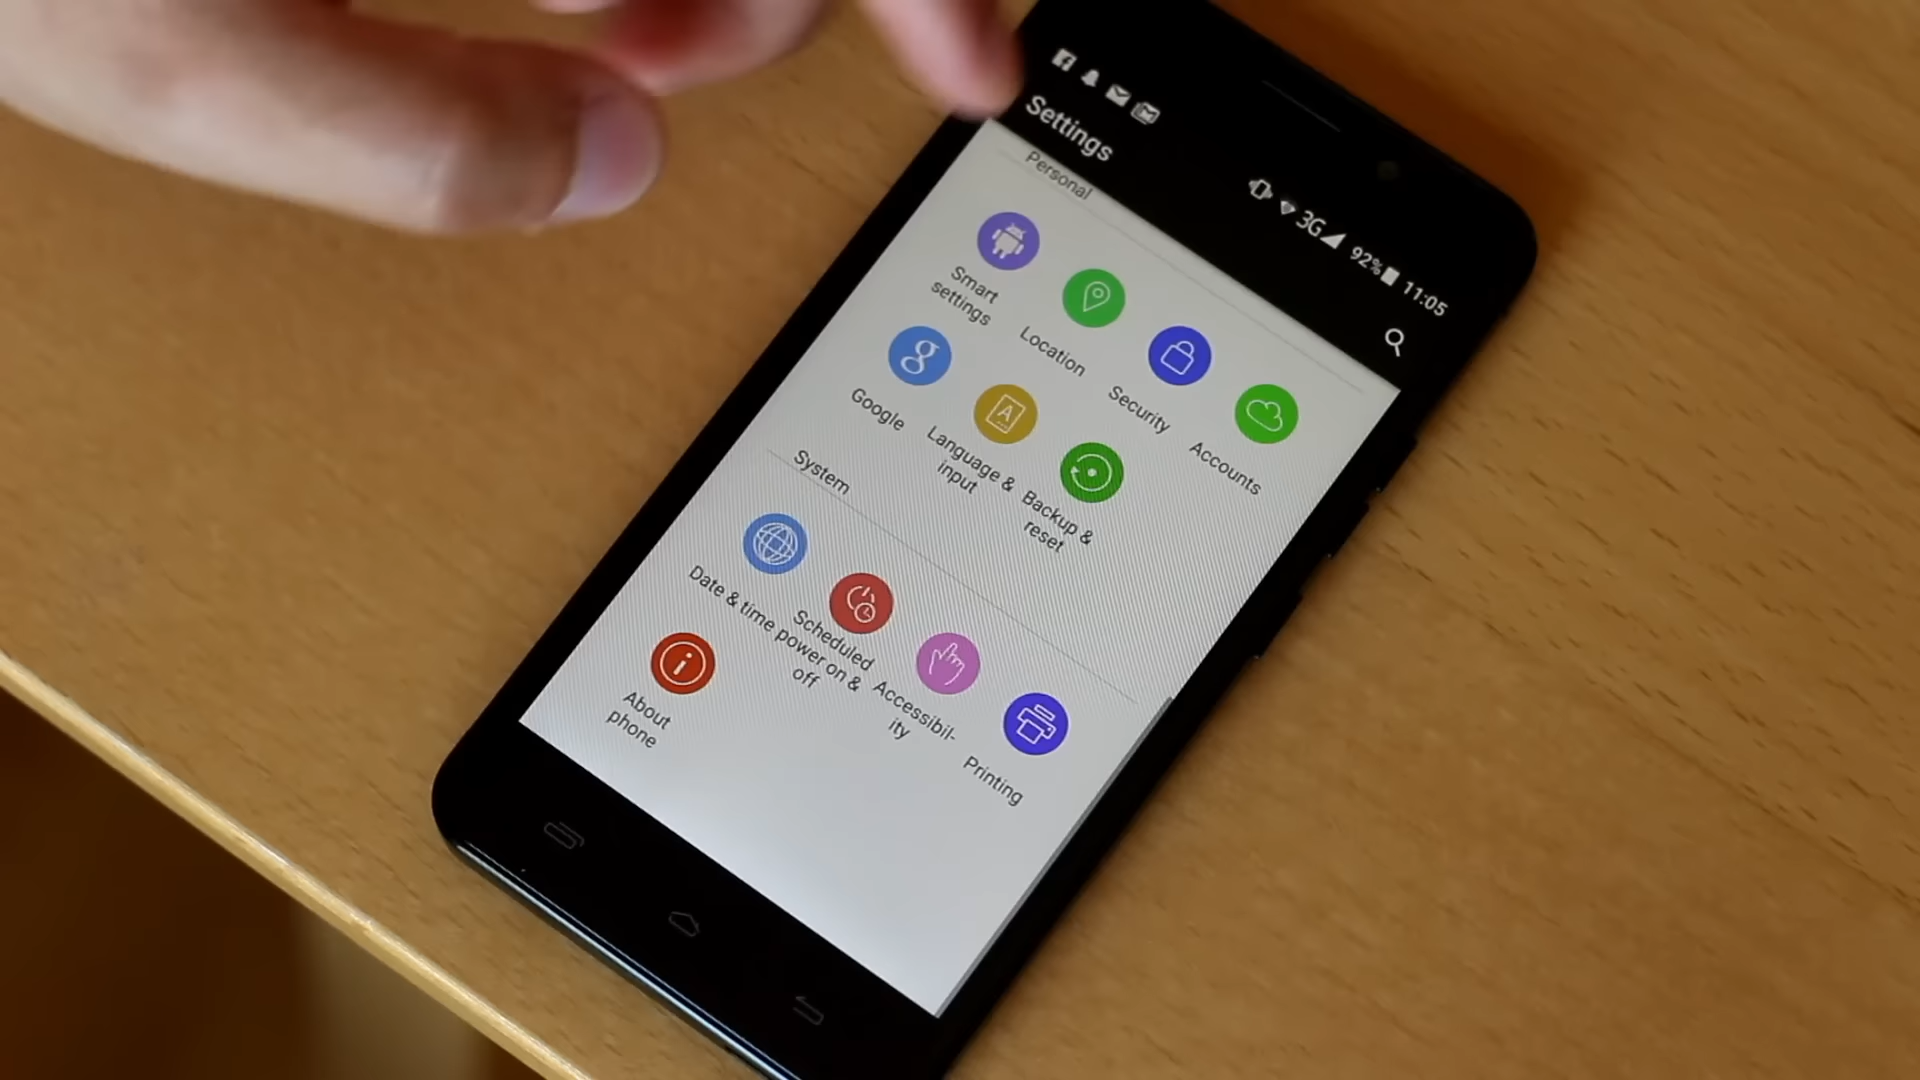 3G 92% 11:05
Settings
Personal
Smart
settings
Location
Security
Accounts
Google
Language &
input
Backup &
reset
System
Date & time
Scheduled
power on &
off
Accessibil-
ity
Printing
About
phone